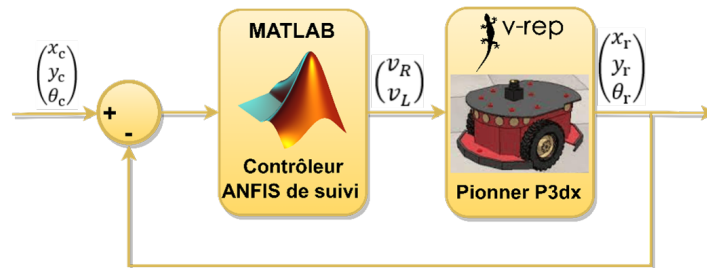 x_c
y_c
θ_c
+
-
MATLAB
Contrôleur
ANFIS de suivi
v_R
v_L
v-rep
Pionner P3dx
x_r
y_r
θ_r